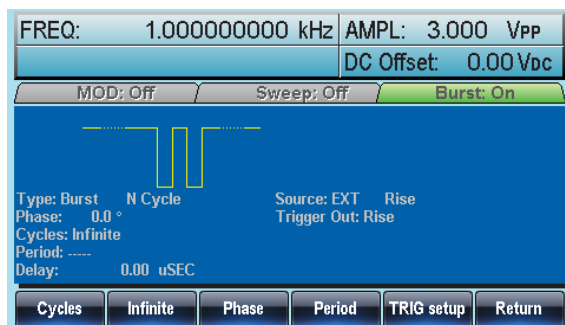 FREQ: 1.000000000 kHz AMPL: 3.000 VPP
DC Offset: 0.00 VDC
MOD: Off Sweep: Off Burst: On
Type: Burst N Cycle Source: EXT Rise
Phase: 0.0 ° Trigger Out: Rise
Cycles: Infinite
Period: -----
Delay: 0.00 uSEC
Cycles Infinite Phase Period TRIG setup Return